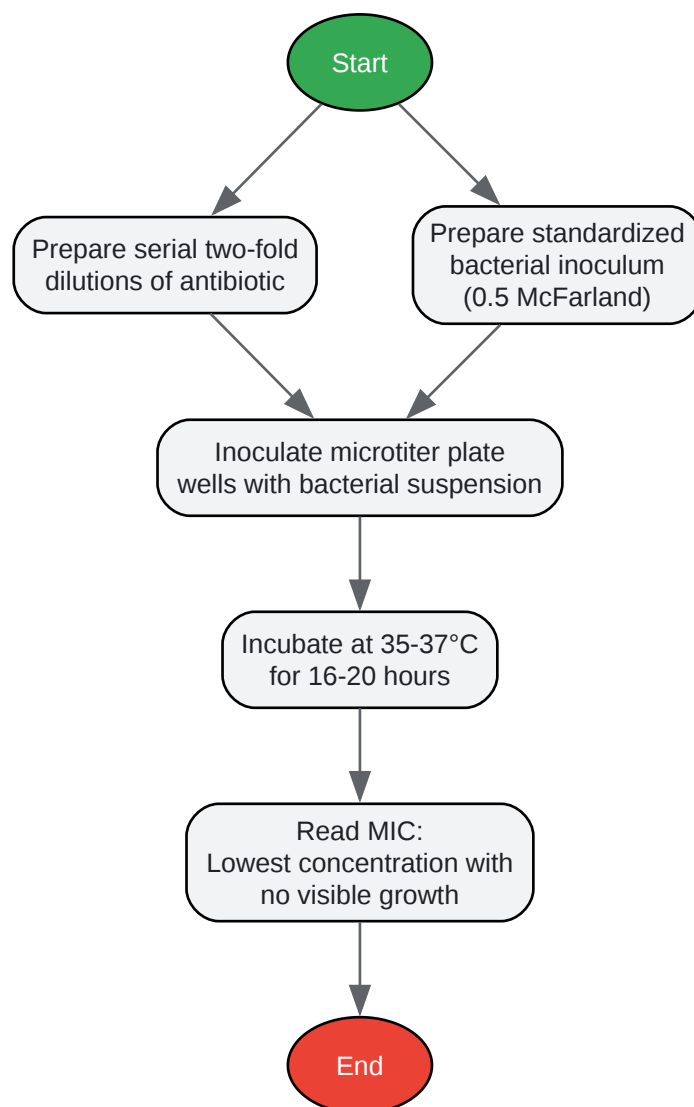 Start
Prepare serial two-fold
dilutions of antibiotic
Prepare standardized
bacterial inoculum
(0.5 McFarland)
Inoculate microtiter plate
wells with bacterial suspension
Incubate at 35-37°C
for 16-20 hours
Read MIC:
Lowest concentration with
no visible growth
End